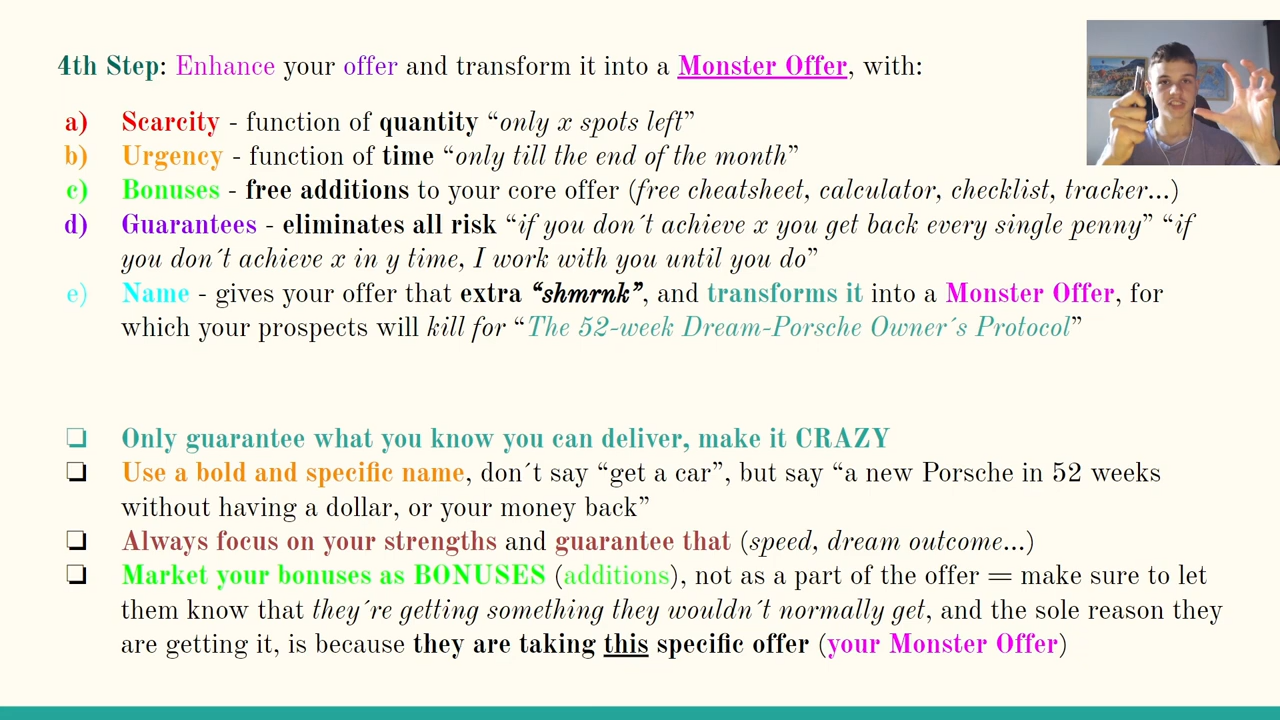 4th Step: Enhance your offer and transform it into a Monster Offer, with:
a) Scarcity - function of quantity “only x spots left”
b) Urgency - function of time “only till the end of the month”
c) Bonuses - free additions to your core offer (free cheatsheet, calculator, checklist, tracker...)
d) Guarantees - eliminates all risk “if you don´t achieve x you get back every single penny” “if
you don´t achieve x in y time, I work with you until you do”
e) Name - gives your offer that extra “shmrnk”, and transforms it into a Monster Offer, for
which your prospects will kill for “The 52-week Dream-Porsche Owner´s Protocol”
❏ Only guarantee what you know you can deliver, make it CRAZY
❏ Use a bold and specific name, don´t say “get a car”, but say “a new Porsche in 52 weeks
without having a dollar, or your money back”
❏ Always focus on your strengths and guarantee that (speed, dream outcome...)
❏ Market your bonuses as BONUSES (additions), not as a part of the offer = make sure to let
them know that they´re getting something they wouldn´t normally get, and the sole reason they
are getting it, is because they are taking this specific offer (your Monster Offer)